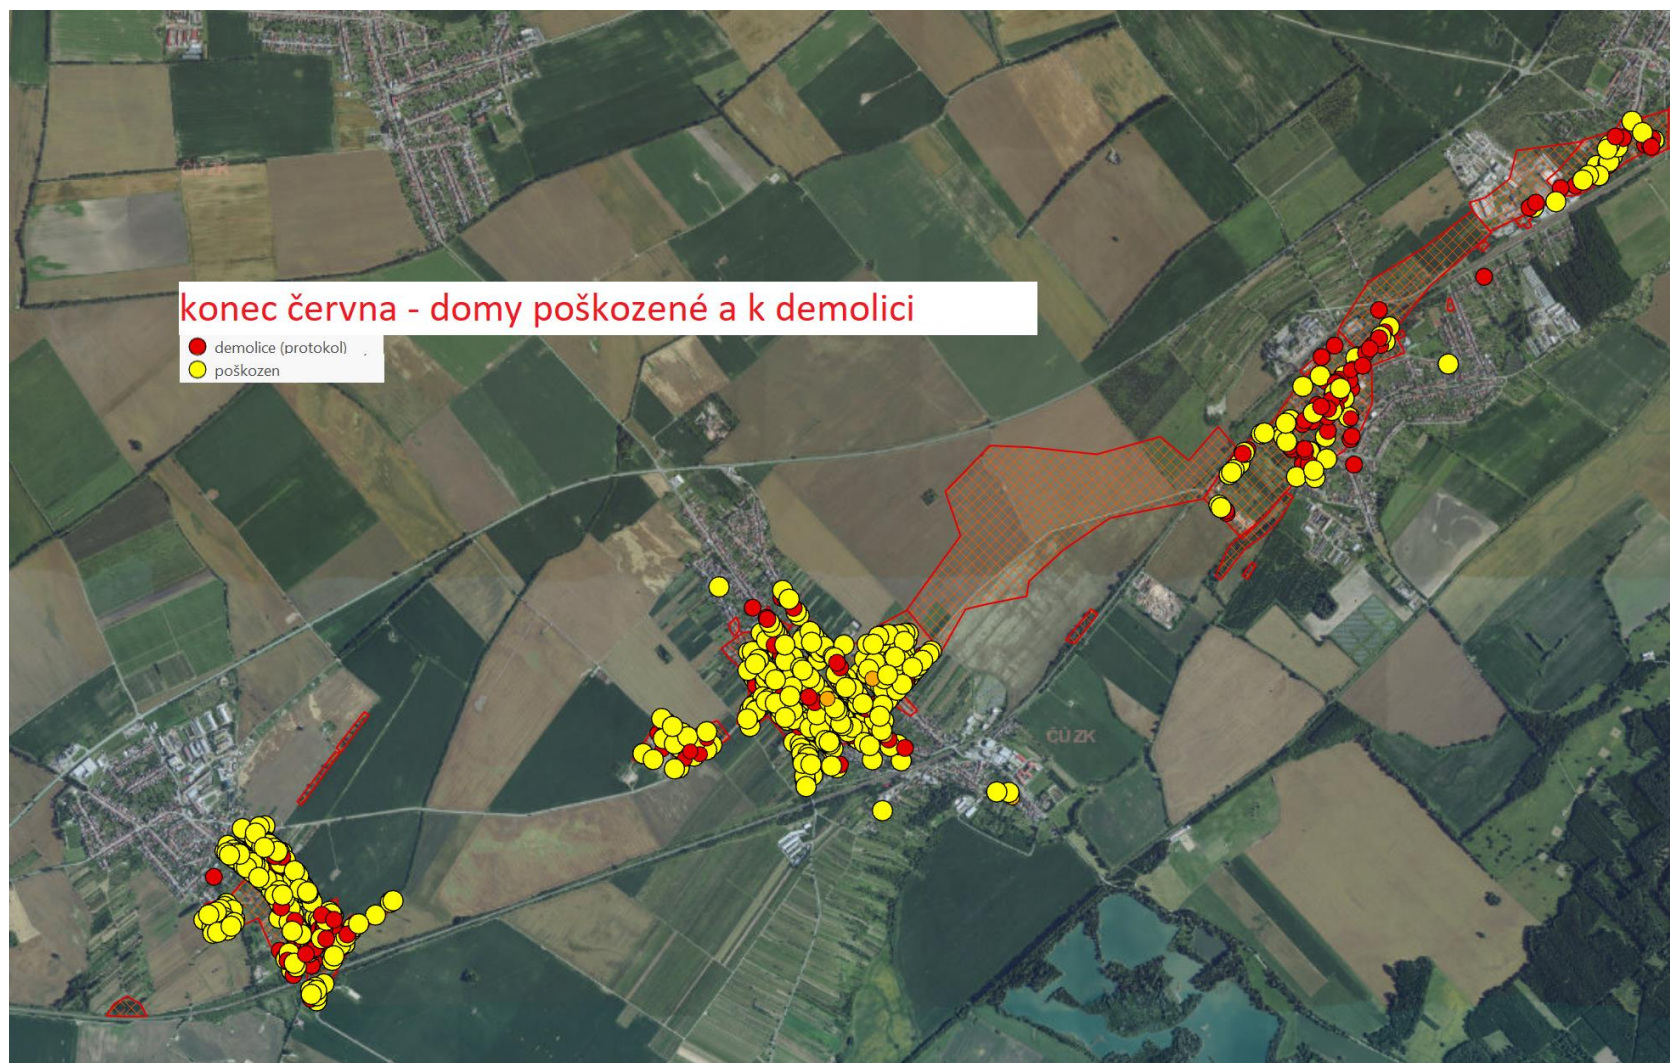 ČÚZK
konec června - domy poškozené a k demolici
demolice (protokol)
poškozen
ČÚZK